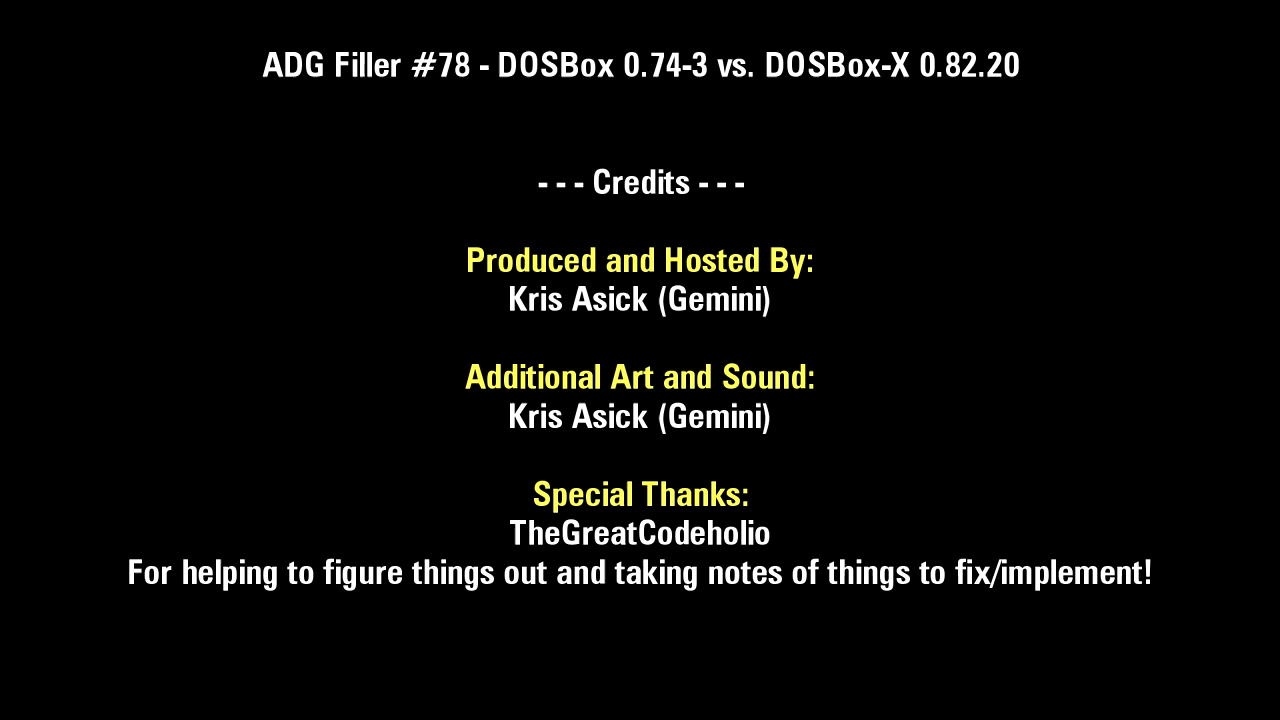 ADG Filler #78 - DOSBox 0.74-3 vs. DOSBox-X 0.82.20
- - - Credits - - -
Produced and Hosted By:
Kris Asick (Gemini)
Additional Art and Sound:
Kris Asick (Gemini)
Special Thanks:
TheGreatCodeholio
For helping to figure things out and taking notes of things to fix/implement!